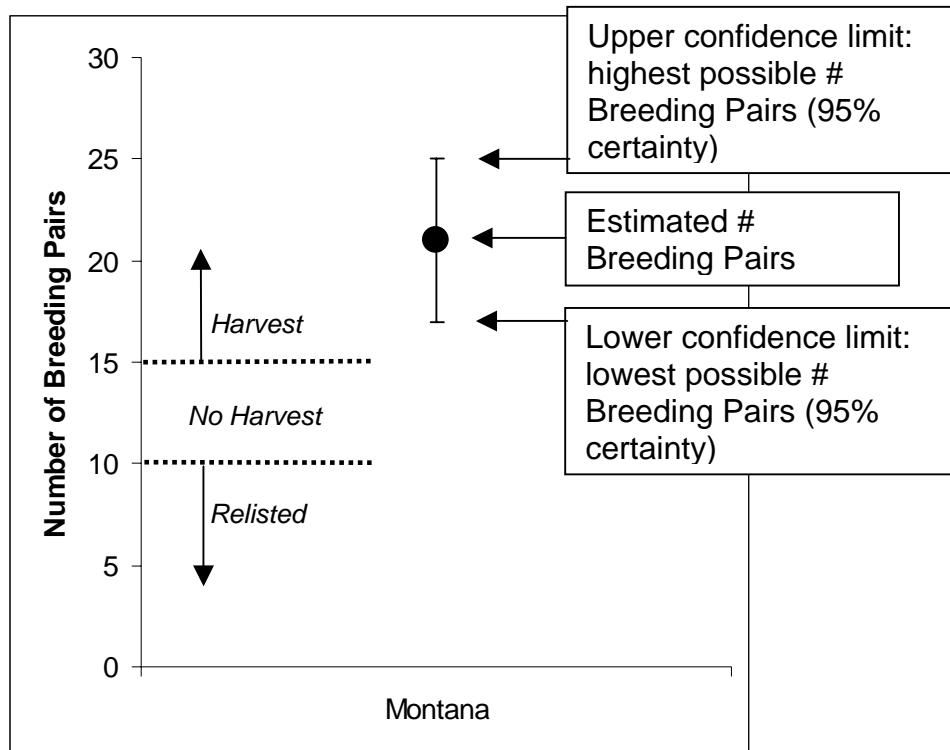 Upper confidence limit:
highest possible #
Breeding Pairs (95%
certainty)
Estimated #
Breeding Pairs
Lower confidence limit:
lowest possible #
Breeding Pairs (95%
certainty)
Number of Breeding Pairs
30
25
20
15
10
5
0
Harvest
No Harvest
Relisted
Montana